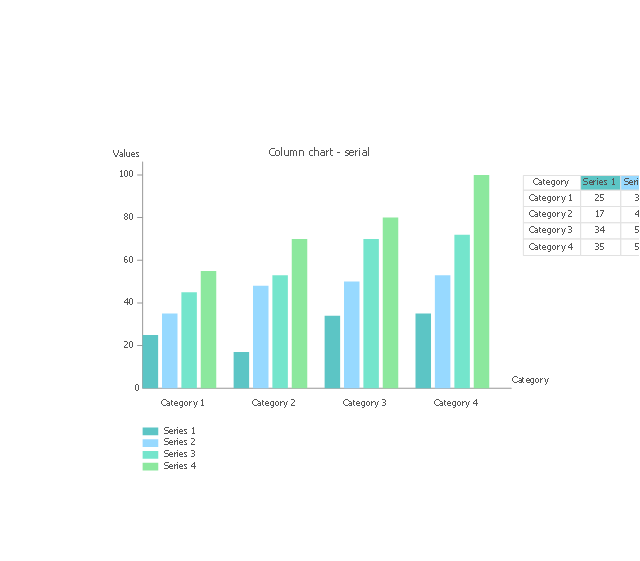 Column chart - serial
Values
100
80
60
40
20
0
Category
Category 1 Category 2 Category 3 Category 4
Series 1
Series 2
Series 3
Series 4
Category Series 1
Category 1 25
Category 2 17
Category 3 34
Category 4 35